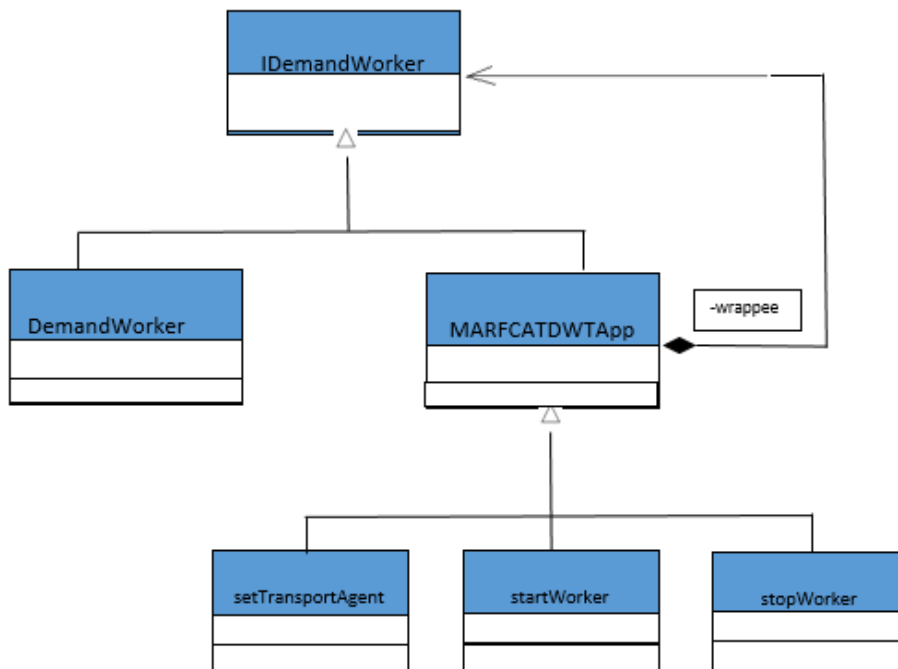 IDemandWorker
DemandWorker
MARFCATDWTApp
-wrappee
setTransportAgent
startWorker
stopWorker